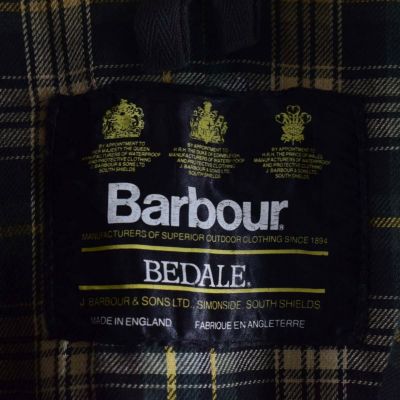 BY APPOINTMENT TO
HER MAJESTY THE QUEEN
MANUFACTURERS OF WATERPROOF
AND PROTECTIVE CLOTHING
J. BARBOUR & SONS LTD
SOUTH SHIELDS
BY APPOINTMENT TO
H.R.H. THE DUKE OF EDINBURGH
MANUFACTURERS OF WATERPROOF
AND PROTECTIVE CLOTHING
J. BARBOUR & SONS LTD
SOUTH SHIELDS
BY APPOINTMENT TO
H.R.H. THE PRINCE OF WALES
MANUFACTURERS OF WATERPROOF
AND PROTECTIVE CLOTHING
J. BARBOUR & SONS LTD
SOUTH SHIELDS
Barbour®
MANUFACTURERS OF SUPERIOR OUTDOOR CLOTHING SINCE 1894
BEDALE®
J. BARBOUR & SONS LTD., SIMONSIDE, SOUTH SHIELDS
MADE IN ENGLAND FABRIQUE EN ANGLETERRE